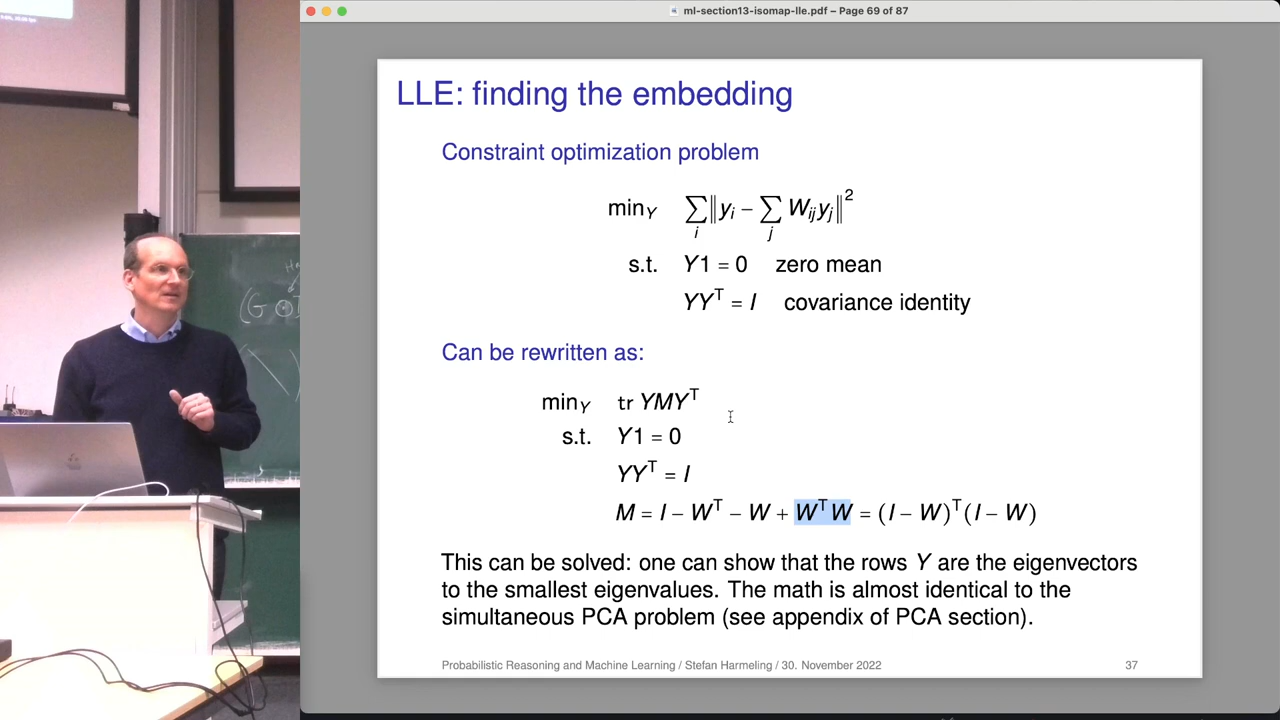 ml-section13-isomap-lle.pdf – Page 69 of 87
LLE: finding the embedding
Constraint optimization problem
min_Y ∑_i ‖y_i − ∑_j W_ij y_j‖²
s.t. Y1 = 0 zero mean
YY^T = I covariance identity
Can be rewritten as:
min_Y tr YMY^T
s.t. Y1 = 0
YY^T = I
M = I − W^T − W + W^T W = (I − W)^T(I − W)
This can be solved: one can show that the rows Y are the eigenvectors
to the smallest eigenvalues. The math is almost identical to the
simultaneous PCA problem (see appendix of PCA section).
Probabilistic Reasoning and Machine Learning / Stefan Harmeling / 30. November 2022 37